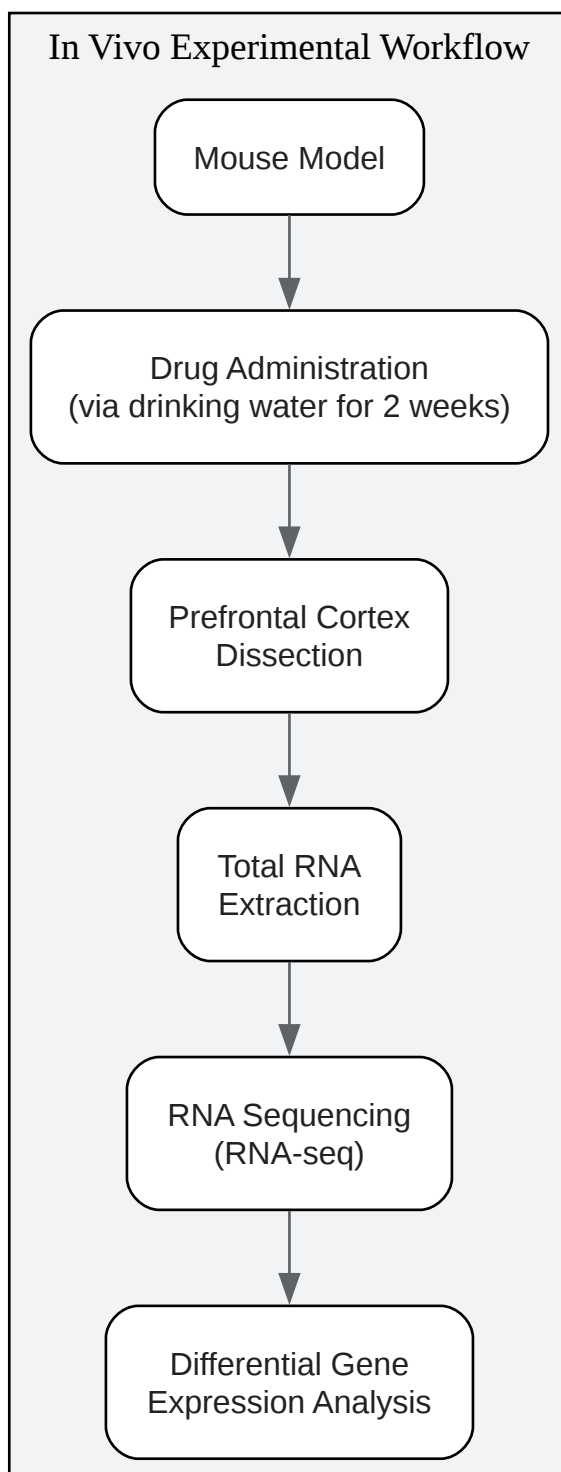 In Vivo Experimental Workflow
Mouse Model
Drug Administration
(via drinking water for 2 weeks)
Prefrontal Cortex
Dissection
Total RNA
Extraction
RNA Sequencing
(RNA-seq)
Differential Gene
Expression Analysis